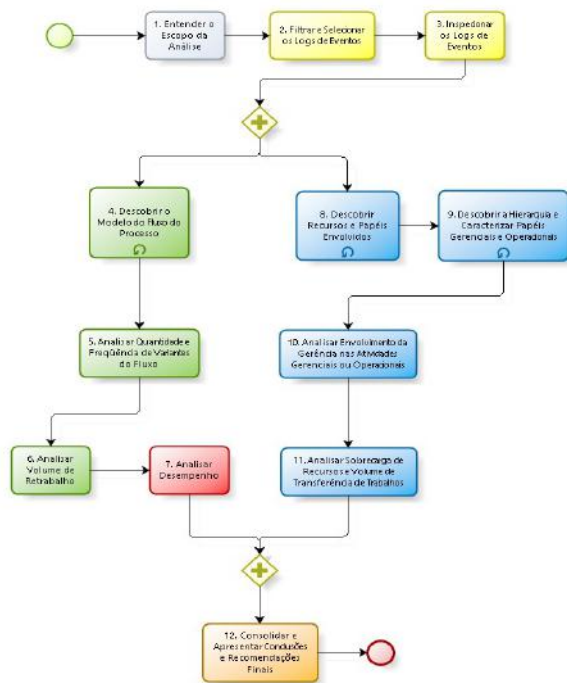 1. Entender o
Escopo da
Análise
2. Filtrar e Selecionar
os Logs de Eventos
3. Inspecionar
os Logs de
Eventos
4. Descobrir o
Modelo do Fluxo do
Processo
8. Descobrir
Recursos e Papéis
Envolvidos
9. Descobrir a Hierarquia e
Caracterizar Papéis
Gerenciais e Operacionais
5. Analisar Quantidade e
Freqüência de Variantes
do Fluxo
10. Analisar Envolvimento da
Gerência nas Atividades
Gerenciais ou Operacionais
6. Analisar
Volume de
Retrabalho
7. Analisar
Desempenho
11. Analisar Sobrecarga de
Recursos e Volume de
Transferência de Trabalhos
12. Consolidar e
Apresentar Conclusões
e Recomendações
Finais